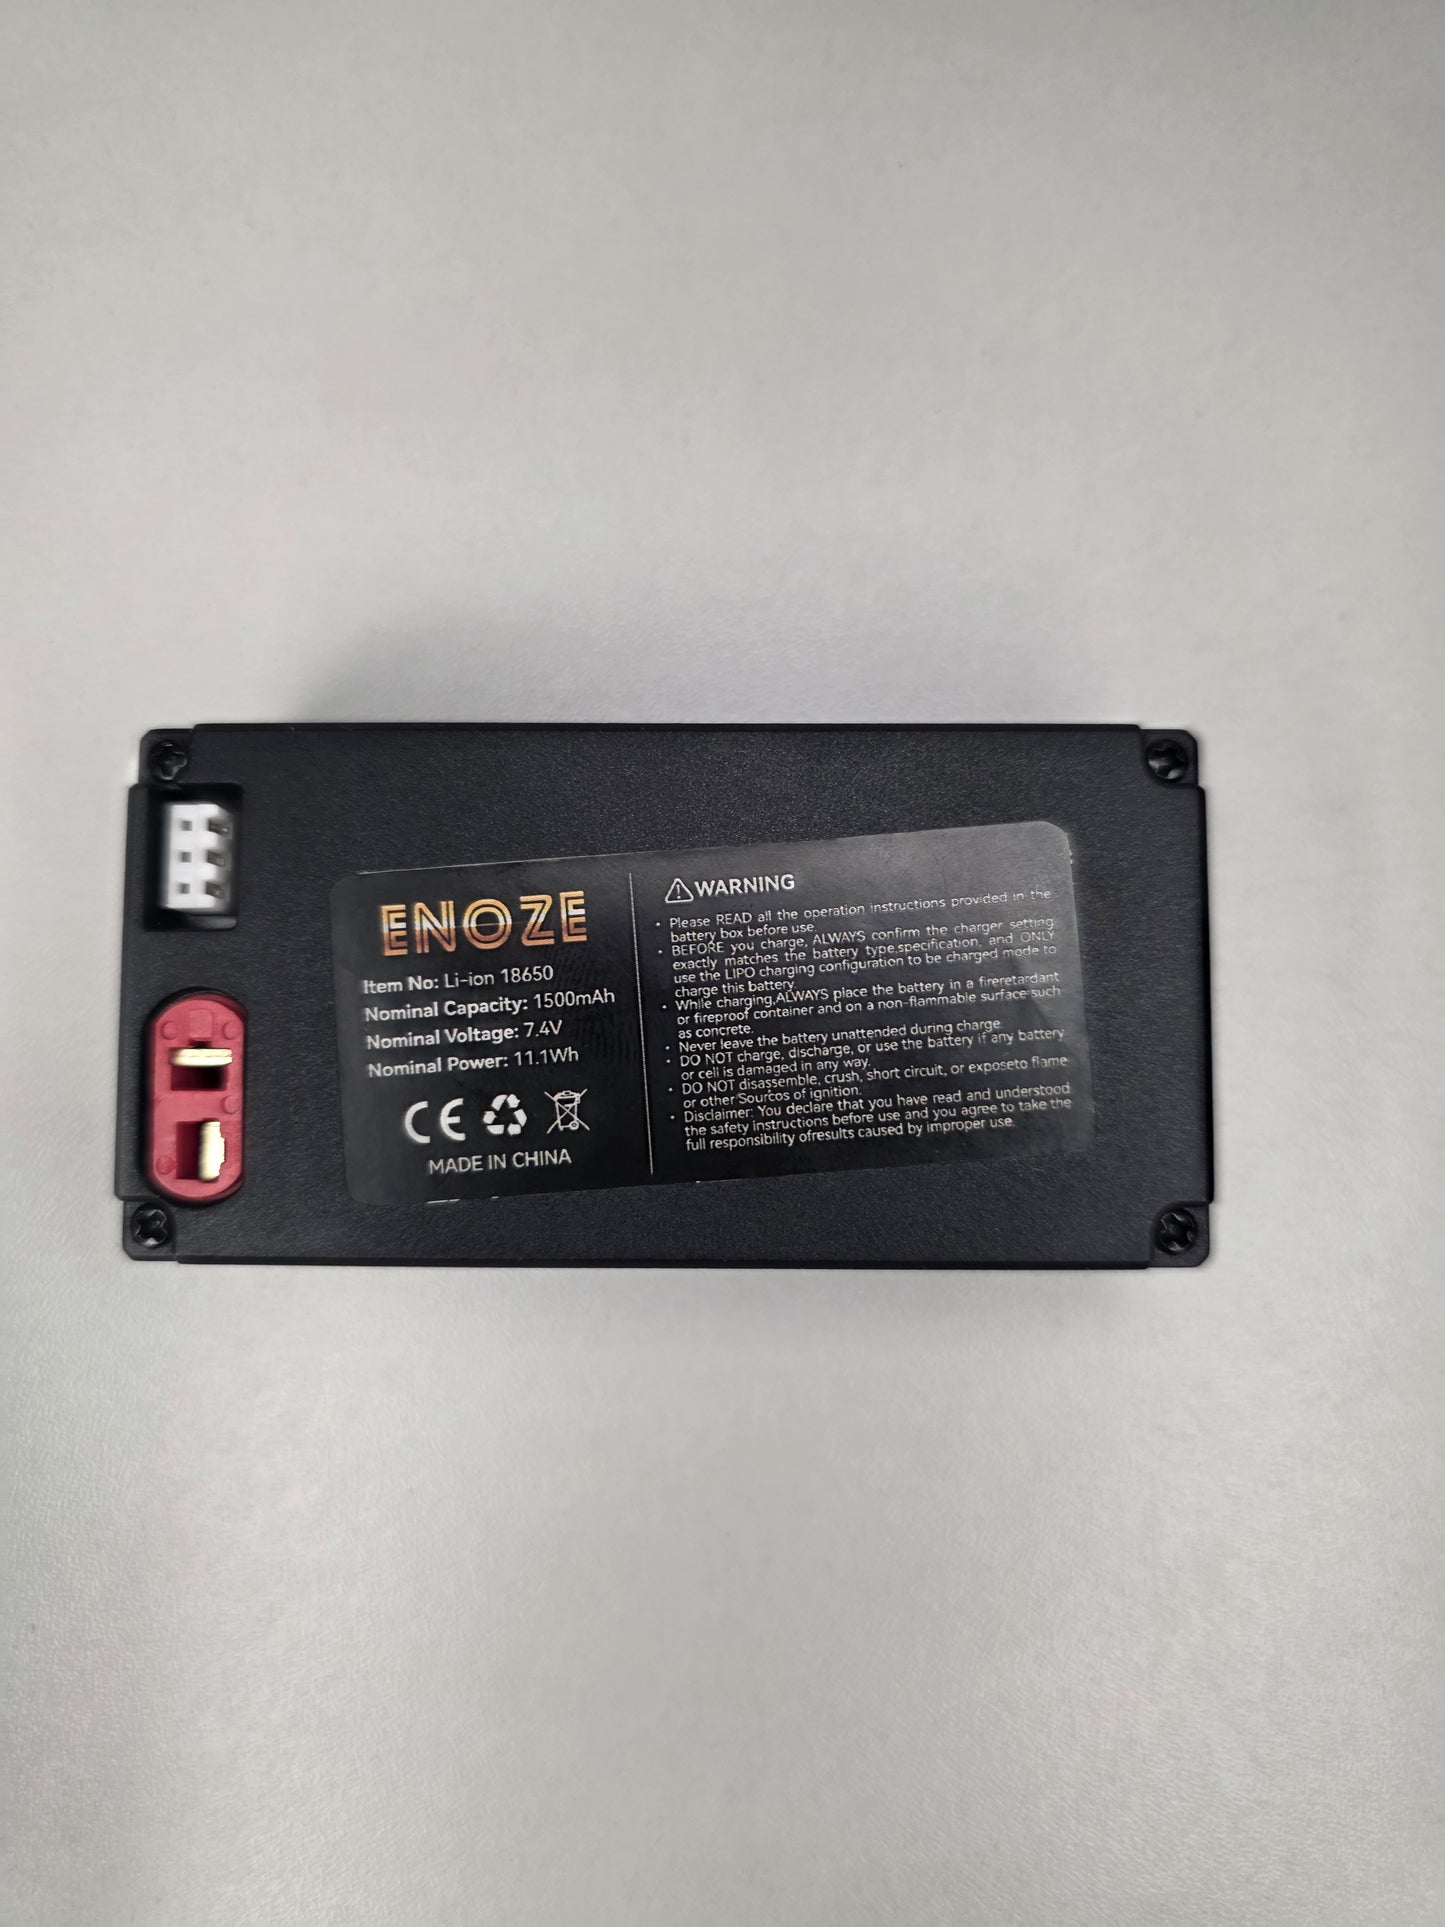 ENOZE
Item No: Li-ion 18650
Nominal Capacity: 1500mAh
Nominal Voltage: 7.4V
Nominal Power: 11.1Wh
CE
MADE IN CHINA
WARNING
• Please READ all the operation instructions provided in the
battery box before use.
• BEFORE you charge, ALWAYS confirm the charger setting
exactly matches the battery type,specification, and ONLY
use the LIPO charging configuration to be charged mode to
charge this battery.
• While charging,ALWAYS place the battery in a fireretardant
or fireproof container and on a non-flammable surface such
as concrete.
• Never leave the battery unattended during charge.
• DO NOT charge, discharge, or use the battery if any battery
or cell is damaged in any way.
• DO NOT disassemble, crush, short circuit, or exposeto flame
or other Sourcos of ignition.
• Disclaimer: You declare that you have read and understood
the safety instructions before use and you agree to take the
full responsibility ofresults caused by improper use.